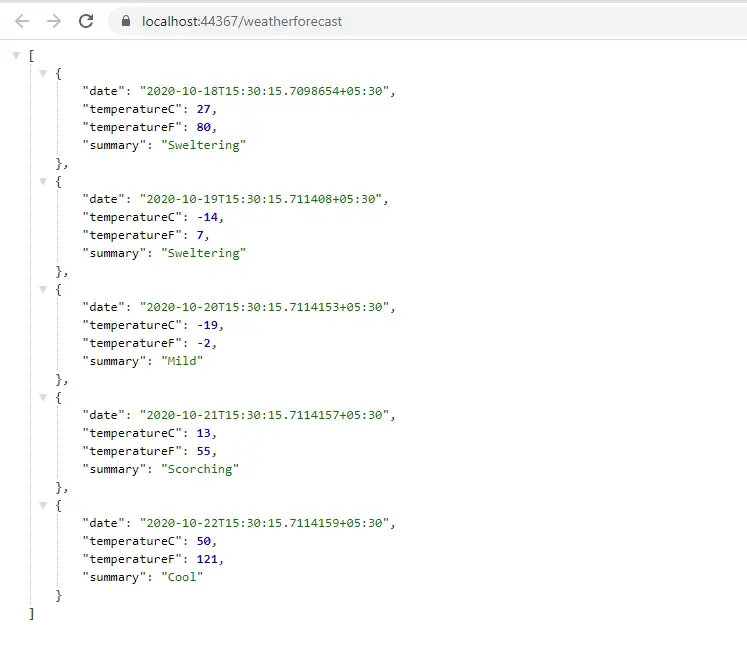 localhost:44367/weatherforecast
[
{
"date": "2020-10-18T15:30:15.7098654+05:30",
"temperatureC": 27,
"temperatureF": 80,
"summary": "Sweltering"
},
{
"date": "2020-10-19T15:30:15.711408+05:30",
"temperatureC": -14,
"temperatureF": 7,
"summary": "Sweltering"
},
{
"date": "2020-10-20T15:30:15.7114153+05:30",
"temperatureC": -19,
"temperatureF": -2,
"summary": "Mild"
},
{
"date": "2020-10-21T15:30:15.7114157+05:30",
"temperatureC": 13,
"temperatureF": 55,
"summary": "Scorching"
},
{
"date": "2020-10-22T15:30:15.7114159+05:30",
"temperatureC": 50,
"temperatureF": 121,
"summary": "Cool"
}
]